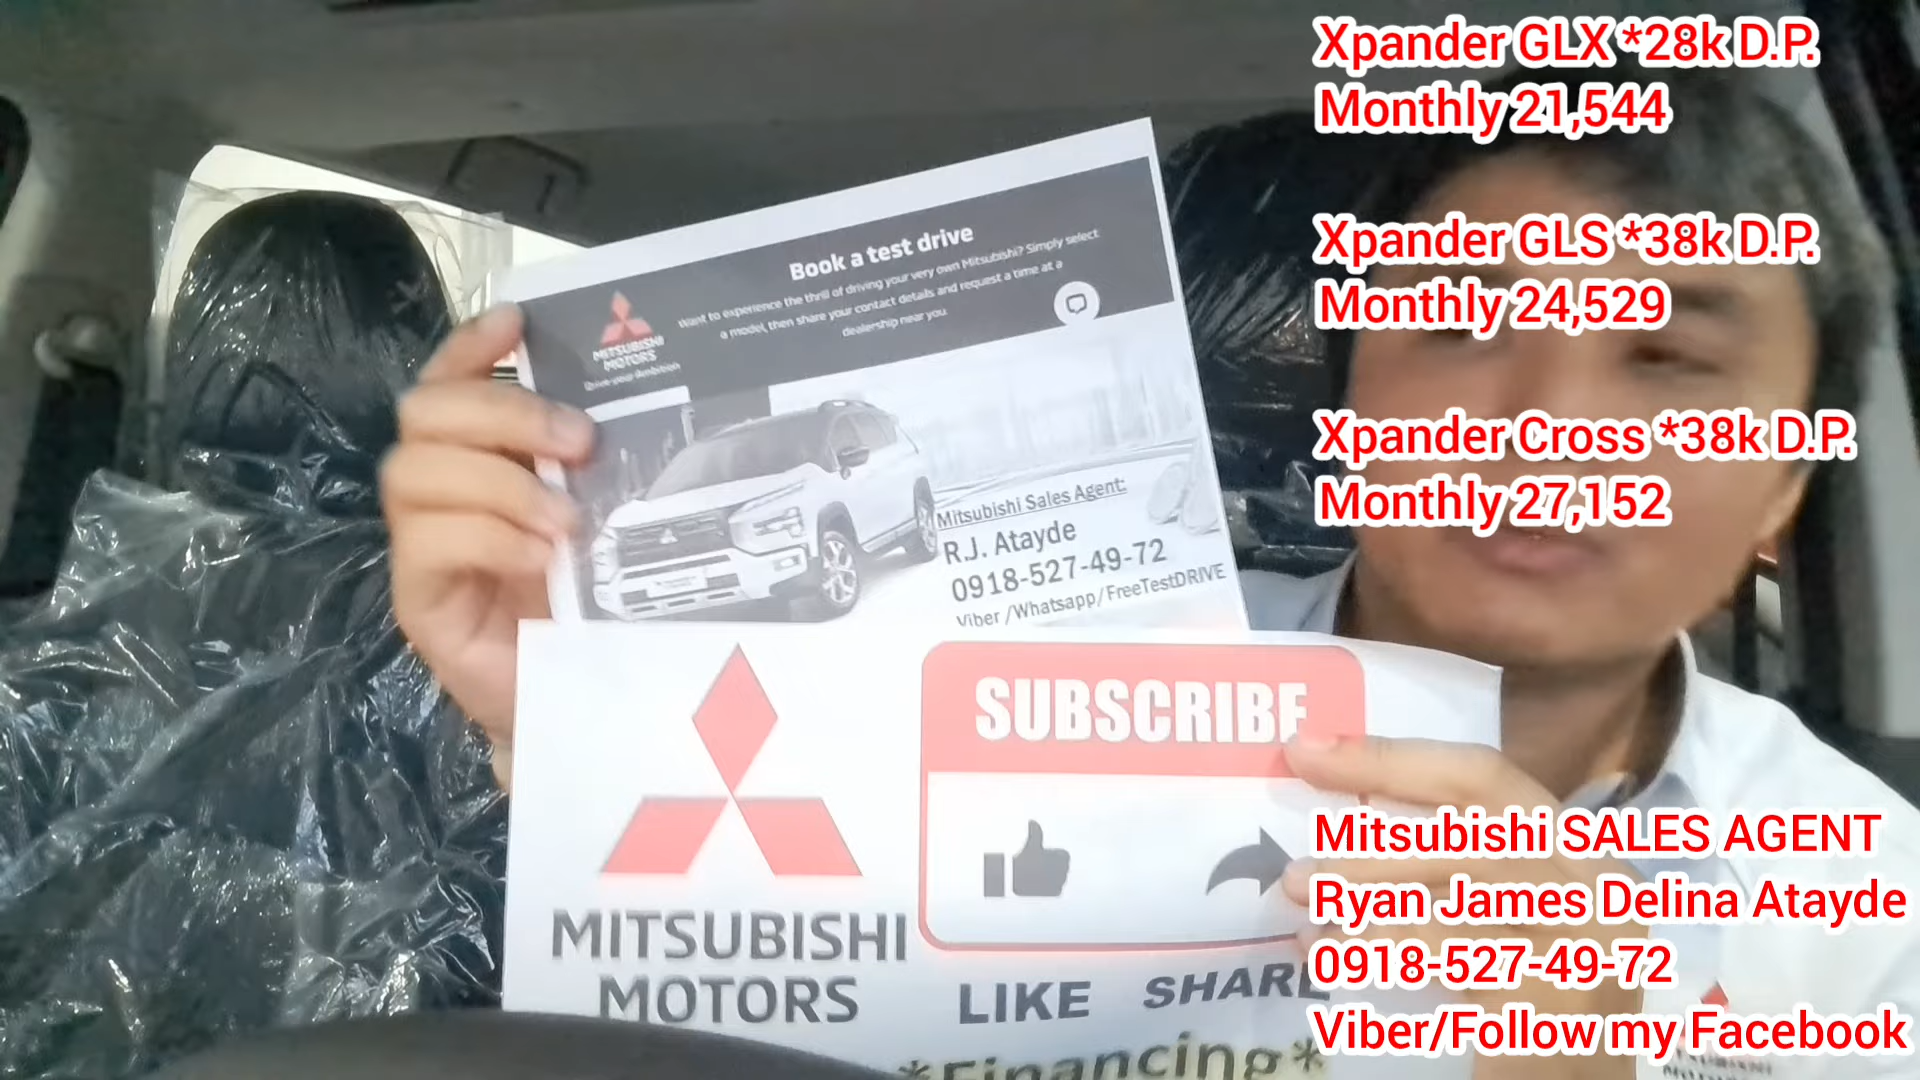 Xpander GLX *28k D.P.
Monthly 21,544
Xpander GLS *38k D.P.
Monthly 24,529
Xpander Cross *38k D.P.
Monthly 27,152
Book a test drive
Want to experience the thrill of driving your very own Mitsubishi? Simply select
a model, then share your contact details and request a time at a
dealership near you
MITSUBISHI
MOTORS
Drive your Ambition
Mitsubishi Sales Agent:
R.J. Atayde
0918-527-49-72
Viber /Whatsapp/FreeTestDRIVE
SUBSCRIBE
MITSUBISHI
MOTORS
LIKE SHARE
*Financing*
Mitsubishi SALES AGENT
Ryan James Delina Atayde
0918-527-49-72
Viber/Follow my Facebook